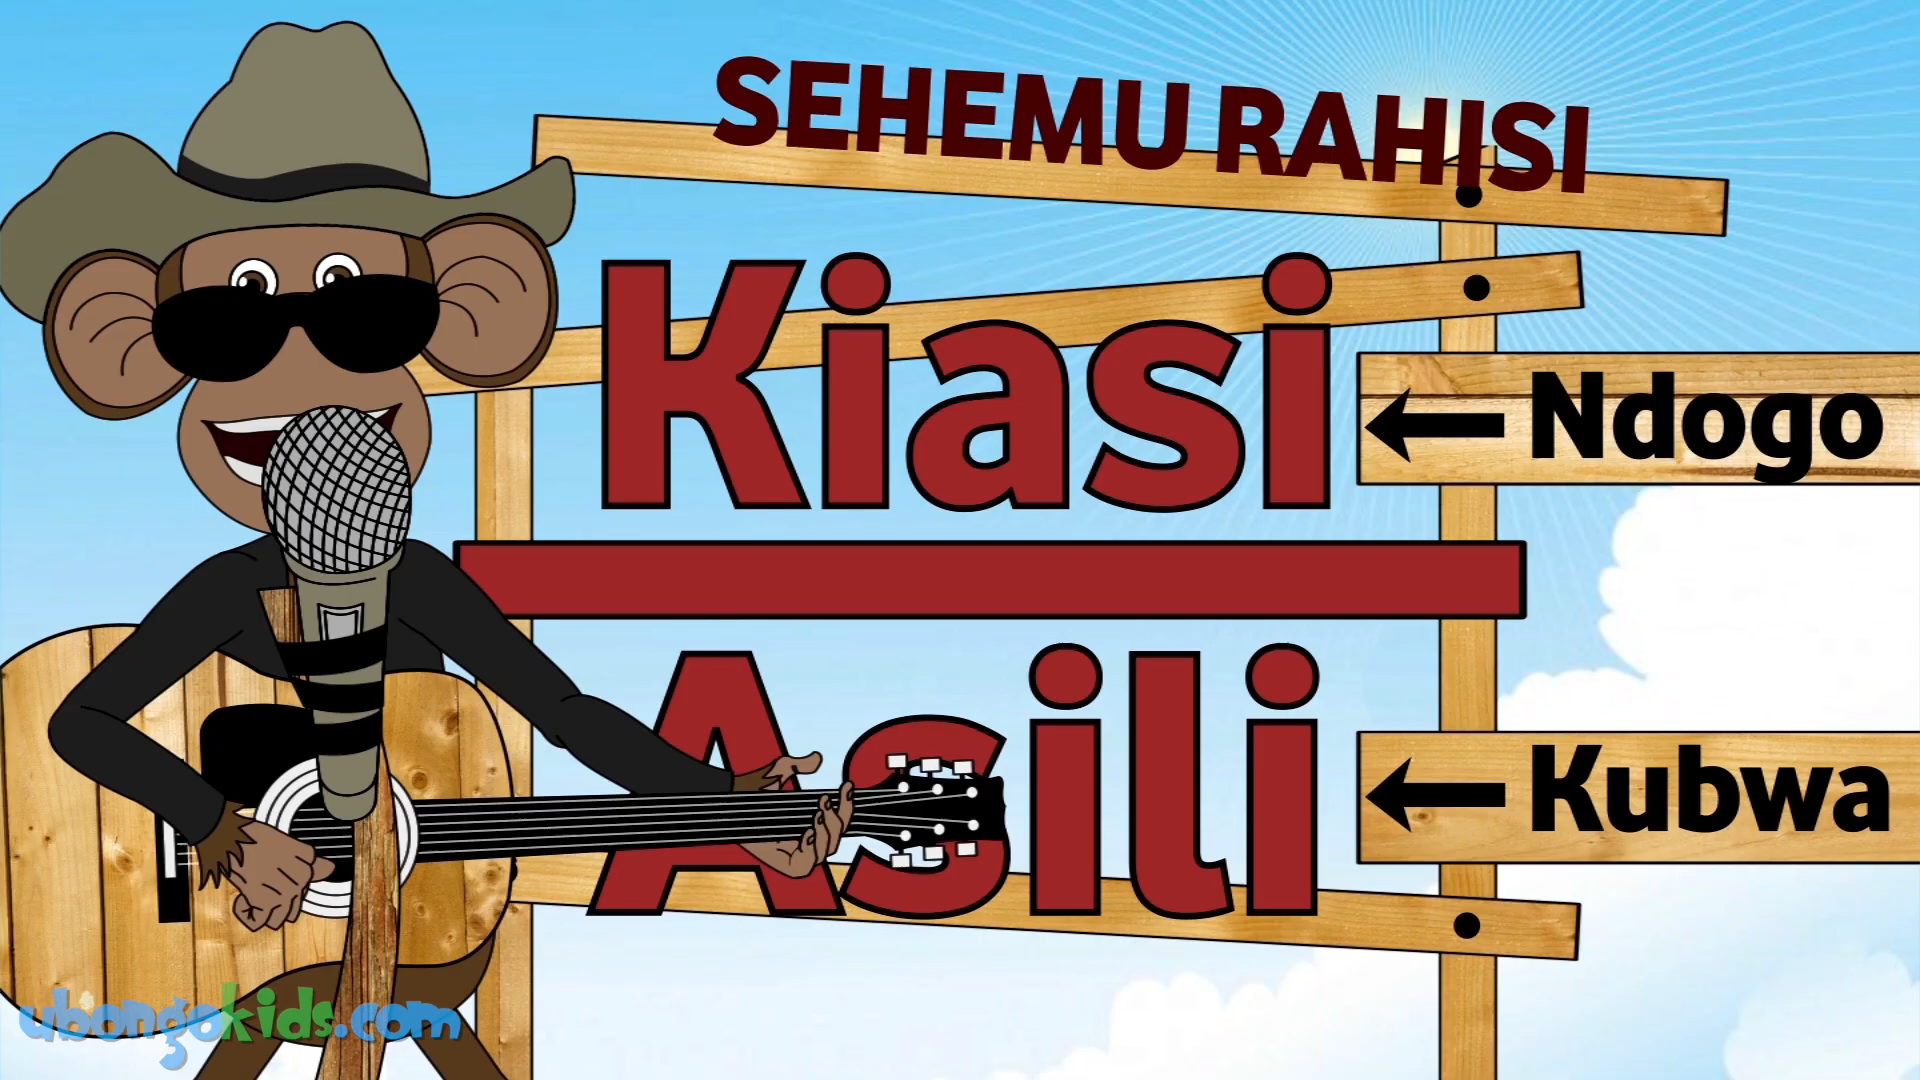 SEHEMU RAHISI
Kiasi
← Ndogo
Asili
← Kubwa
ubongokids.com